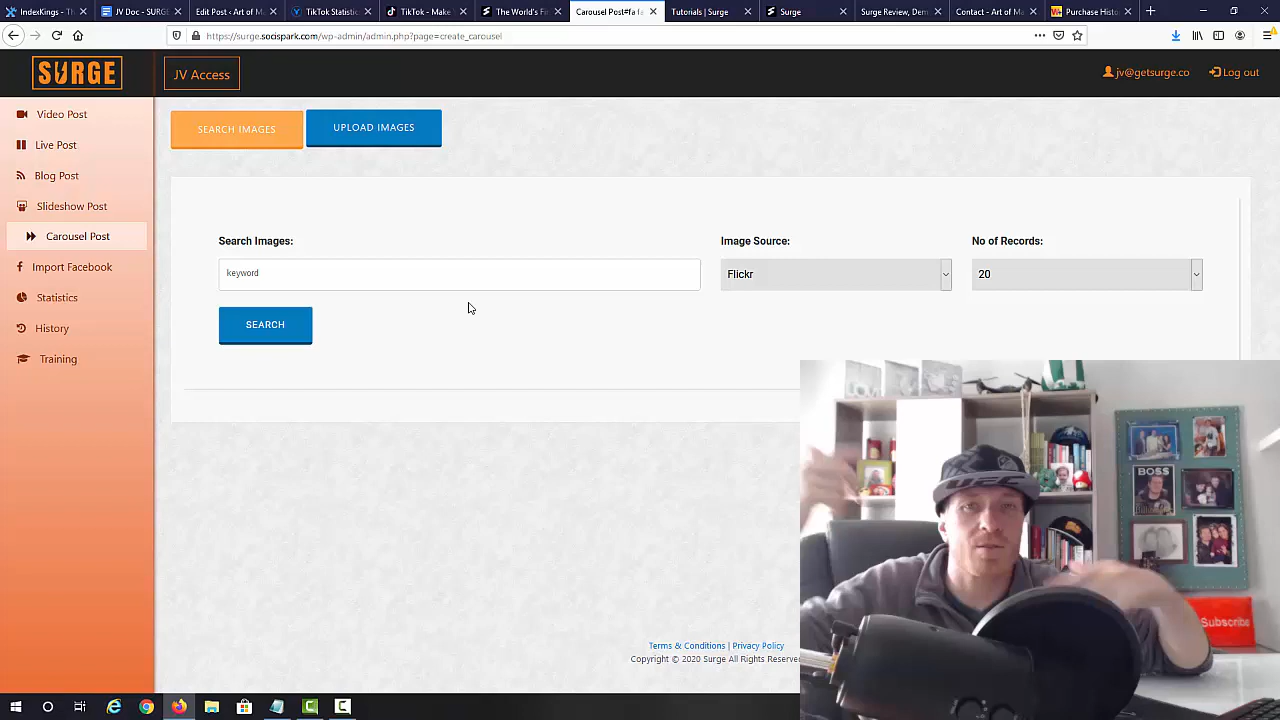 IndexKings - Th
JV Doc - SURGE
Edit Post ‹ Art of M
TikTok Statistic
TikTok - Make Y
The World's Fa
Carousel Post#fa f
Tutorials | Surge
Surge
Surge Review, Dem
Contact - Art of Ma
Purchase Histo
https://surge.socispark.com/wp-admin/admin.php?page=create_carousel
SURGE
JV Access
jv@getsurge.co
Log out
Video Post
Live Post
Blog Post
Slideshow Post
Carousel Post
Import Facebook
Statistics
History
Training
SEARCH IMAGES
UPLOAD IMAGES
Search Images:
Image Source:
No of Records:
keyword
Flickr
20
SEARCH
Terms & Conditions | Privacy Policy
Copyright © 2020 Surge All Rights Reserve
UFC
BOSS
Subscribe